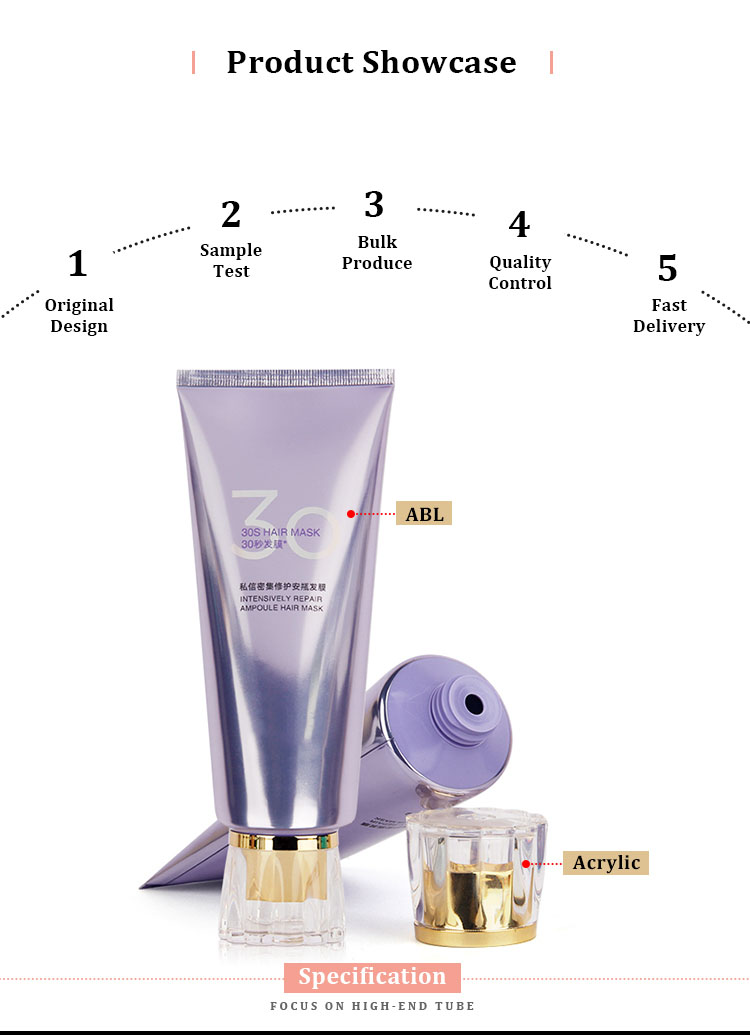 Product Showcase
1
Original
Design
2
Sample
Test
3
Bulk
Produce
4
Quality
Control
5
Fast
Delivery
30
30S HAIR MASK
30秒发膜*
私信密集修护安瓶发膜
INTENSIVELY REPAIR
AMPOULE HAIR MASK
ABL
Acrylic
Specification
FOCUS ON HIGH-END TUBE